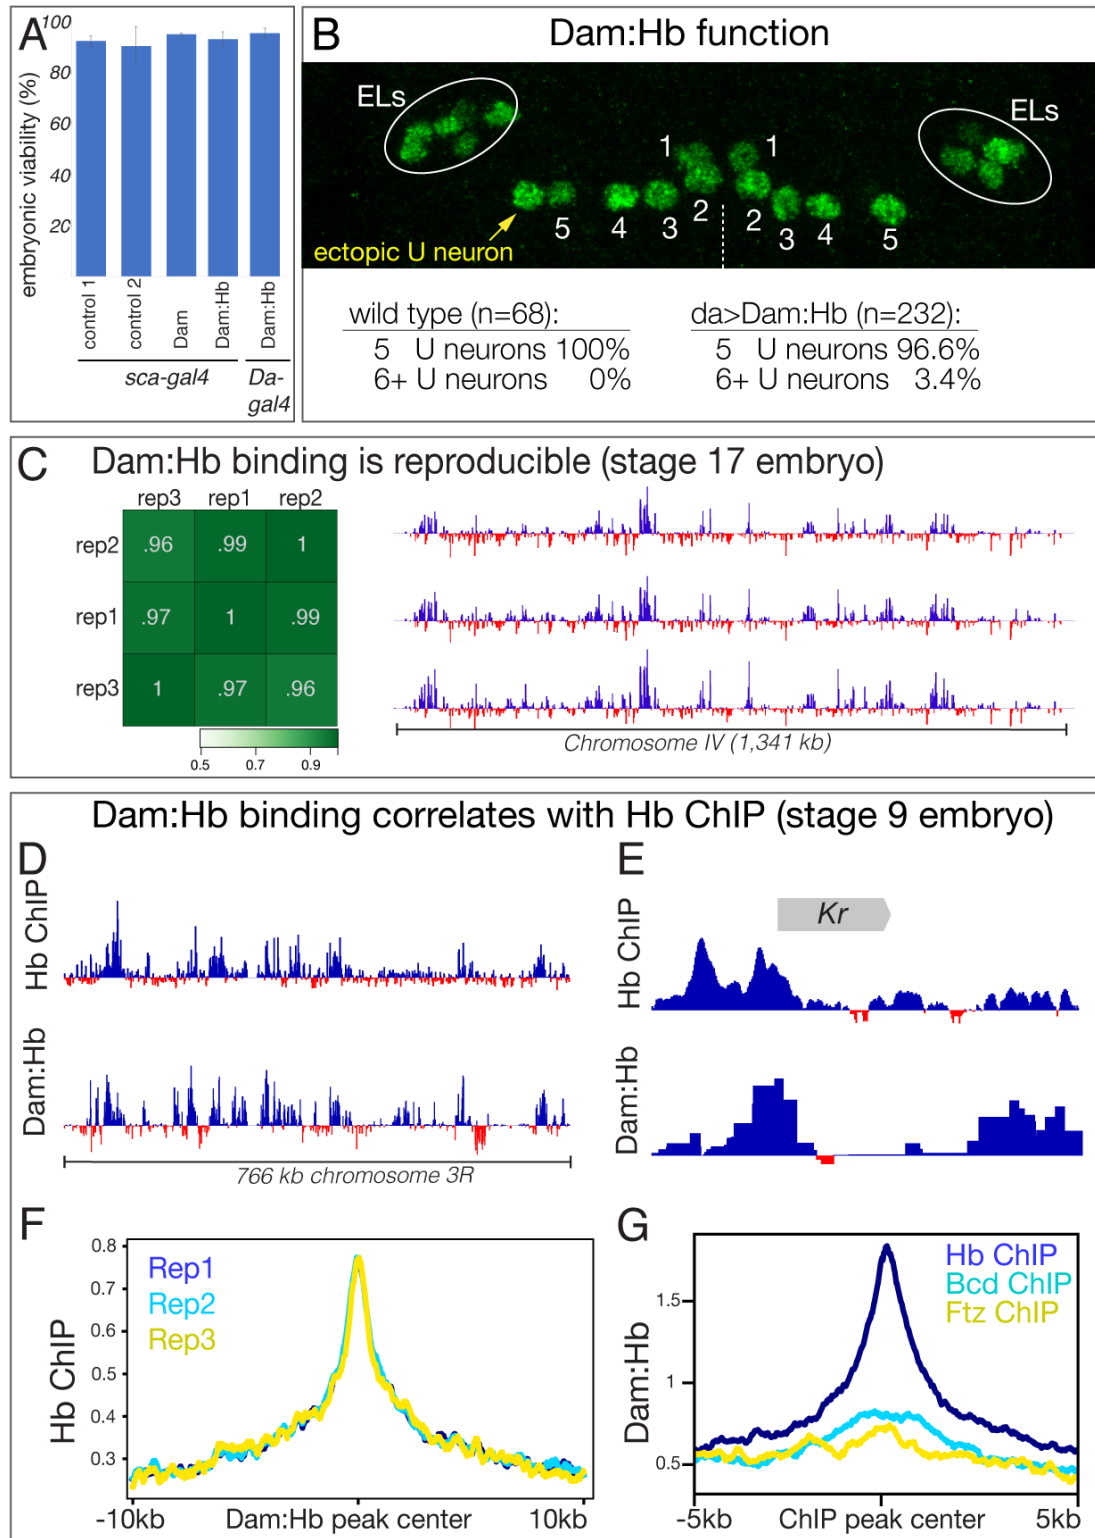 A
100
80
60
40
20
embryonic viability (%)
control 1
control 2
Dam
Dam:Hb
Dam:Hb
sca-gal4
Da-
gal4
B
Dam:Hb function
ELs
ELs
1
1
5
4
3
2
2
3
4
5
ectopic U neuron
wild type (n=68):
5 U neurons 100%
6+ U neurons 0%
da>Dam:Hb (n=232):
5 U neurons 96.6%
6+ U neurons 3.4%
C
Dam:Hb binding is reproducible (stage 17 embryo)
rep3 rep1 rep2
rep2 .96 .99 1
rep1 .97 1 .99
rep3 1 .97 .96
0.5 0.7 0.9
Chromosome IV (1,341 kb)
Dam:Hb binding correlates with Hb ChIP (stage 9 embryo)
D
Hb ChIP
Dam:Hb
766 kb chromosome 3R
E
Kr
Hb ChIP
Dam:Hb
F
0.8
0.7
0.6
0.5
0.4
0.3
Hb ChIP
Rep1
Rep2
Rep3
-10kb Dam:Hb peak center 10kb
G
1.5
1
0.5
Dam:Hb
Hb ChIP
Bcd ChIP
Ftz ChIP
-5kb ChIP peak center 5kb